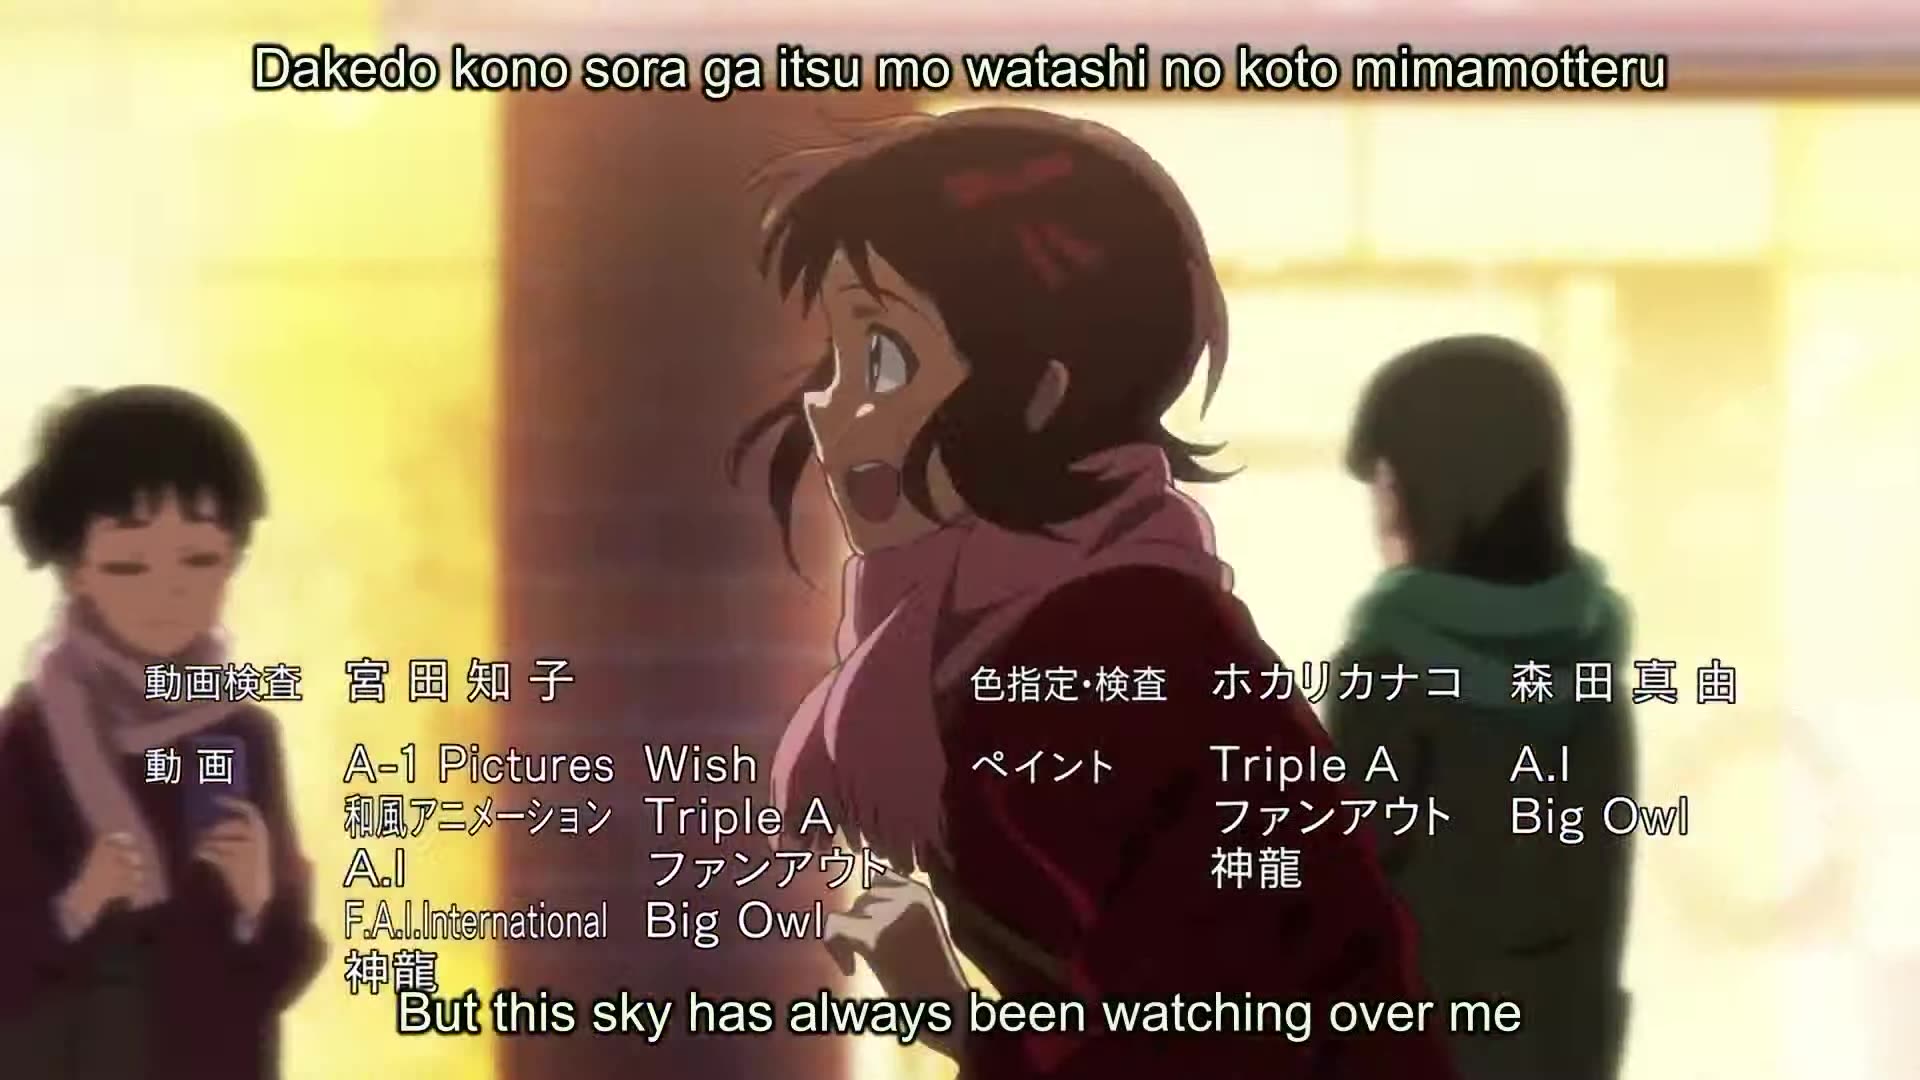 Dakedo kono sora ga itsu mo watashi no koto mimamotteru
動画検査 宮田知子
動画 A-1 Pictures Wish
和風アニメーション Triple A
A.I ファンアウト
F.A.I.International Big Owl
神龍
色指定・検査 ホカリカナコ 森田真由
ペイント Triple A A.I
ファンアウト Big Owl
神龍
But this sky has always been watching over me